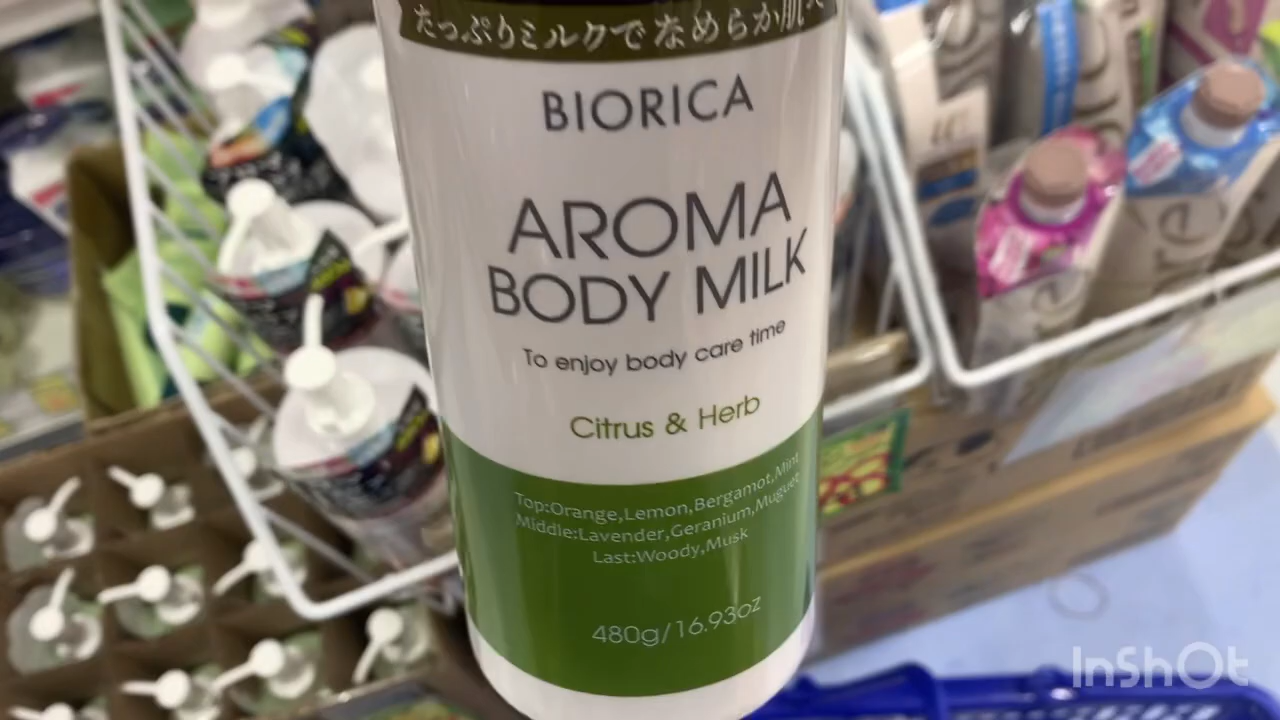 たっぷりミルクでなめらか肌へ
BIORICA
AROMA
BODY MILK
To enjoy body care time
Citrus & Herb
Top:Orange,Lemon,Bergamot,Mint
Middle:Lavender,Geranium,Muguet
Last:Woody,Musk
480g/16.93oz
InShOt